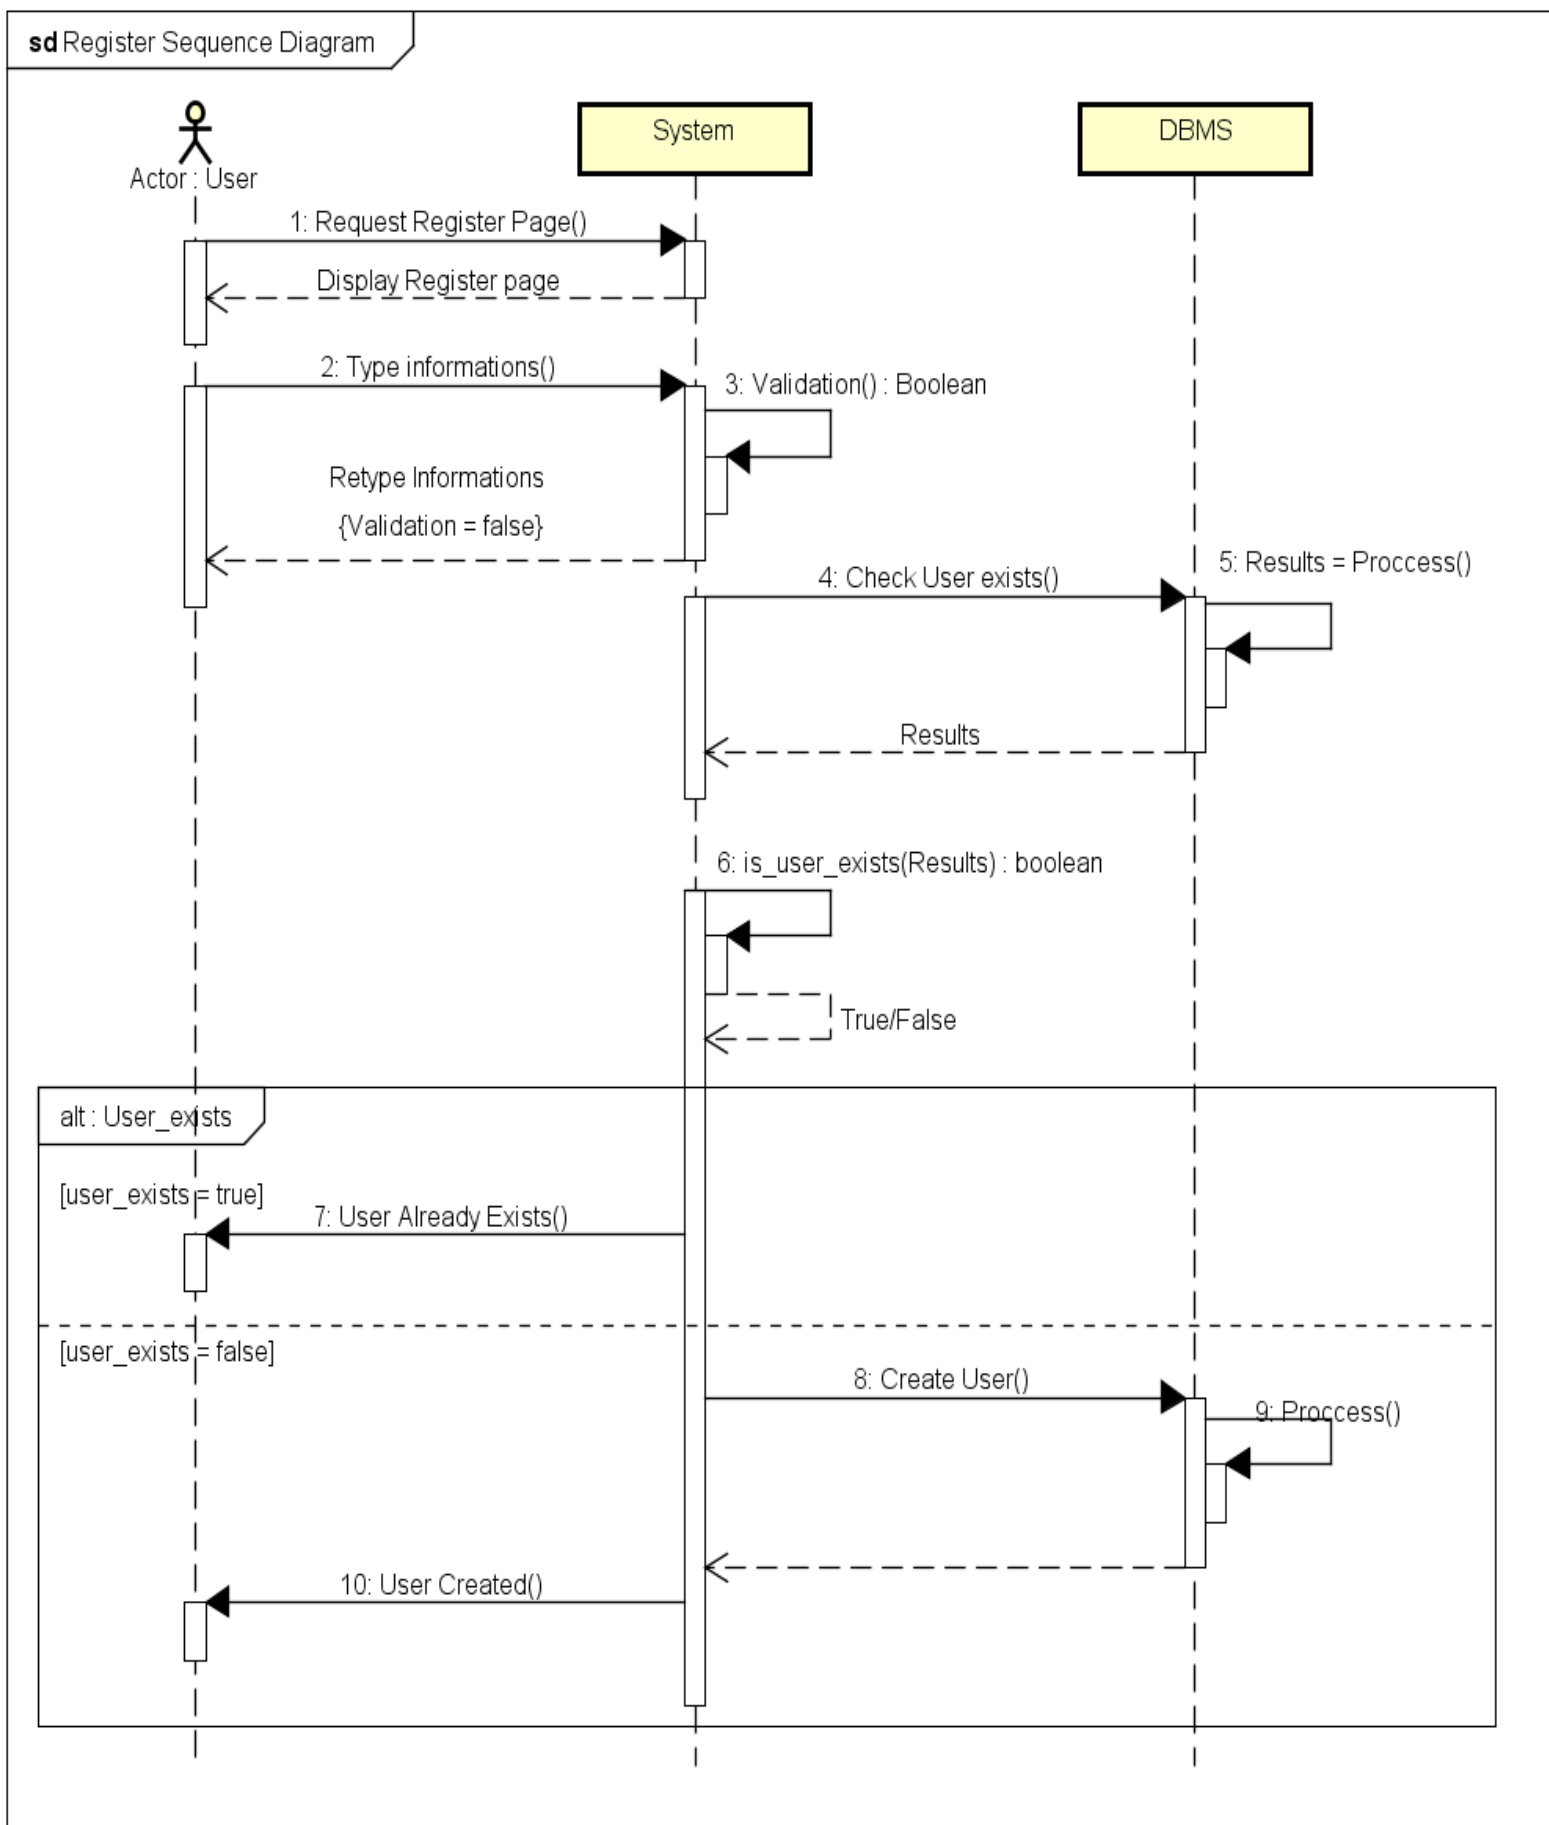 sd Register Sequence Diagram
System
DBMS
Actor : User
1: Request Register Page()
Display Register page
2: Type informations()
3: Validation() : Boolean
Retype Informations
{Validation = false}
4: Check User exists()
5: Results = Proccess()
Results
6: is_user_exists(Results) : boolean
True/False
alt : User_exists
[user_exists = true]
7: User Already Exists()
[user_exists = false]
8: Create User()
9: Proccess()
10: User Created()